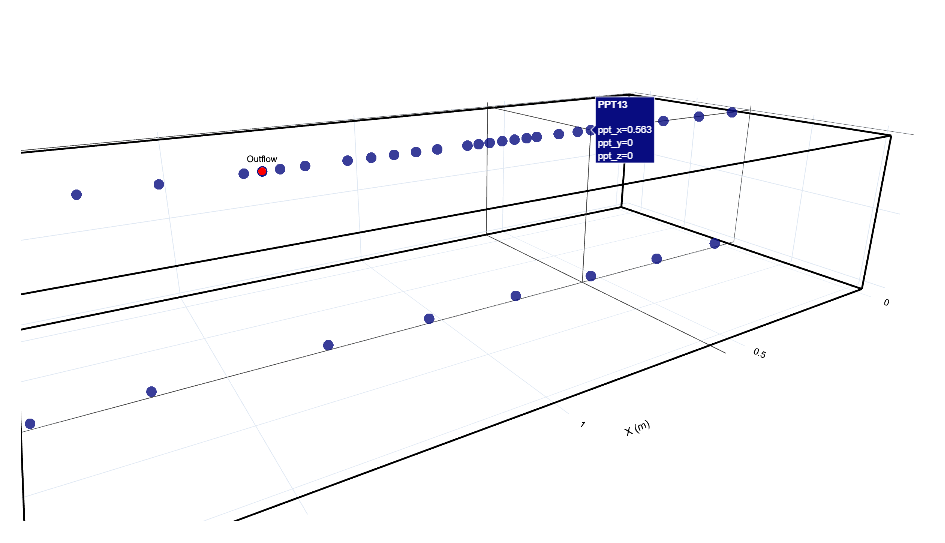 PPT13
ppt_x=0.563
ppt_y=0
ppt_z=0
Outflow
0
0.5
1
X (m)